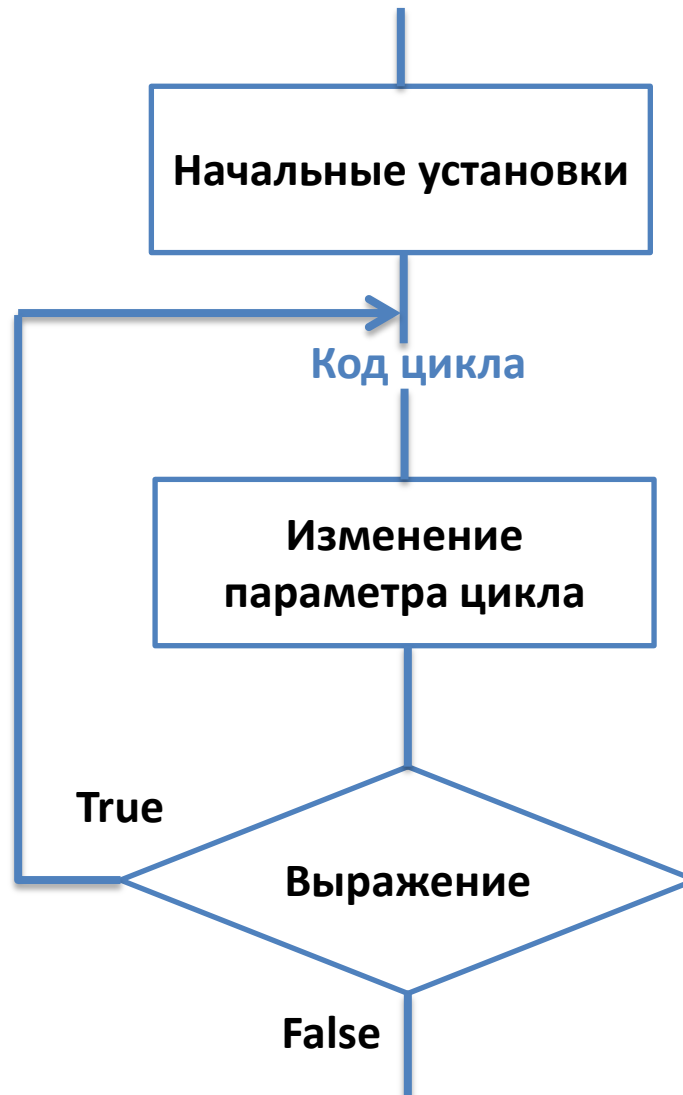 Начальные установки
Код цикла
Изменение
параметра цикла
True
Выражение
False